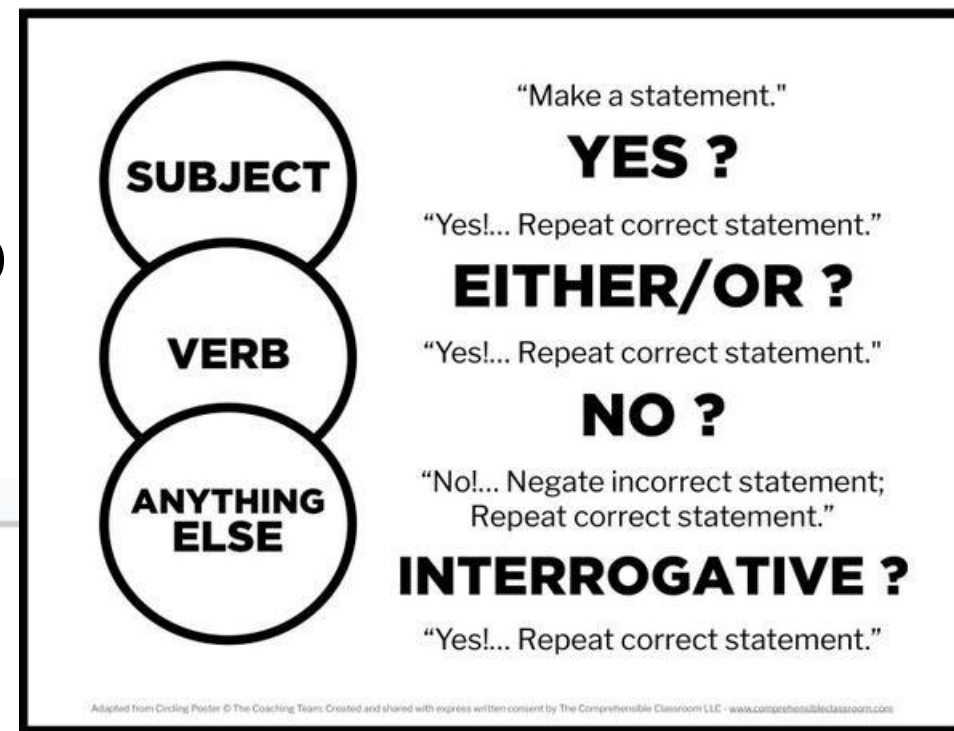 SUBJECT
VERB
ANYTHING
ELSE
“Make a statement."
YES ?
“Yes!... Repeat correct statement.”
EITHER/OR ?
“Yes!... Repeat correct statement."
NO ?
“No!... Negate incorrect statement;
Repeat correct statement.”
INTERROGATIVE ?
“Yes!... Repeat correct statement.”
Adapted from Circling Poster © The Coaching Team. Created and shared with express written consent by The Comprehensible Classroom LLC - www.comprehensibleclassroom.com